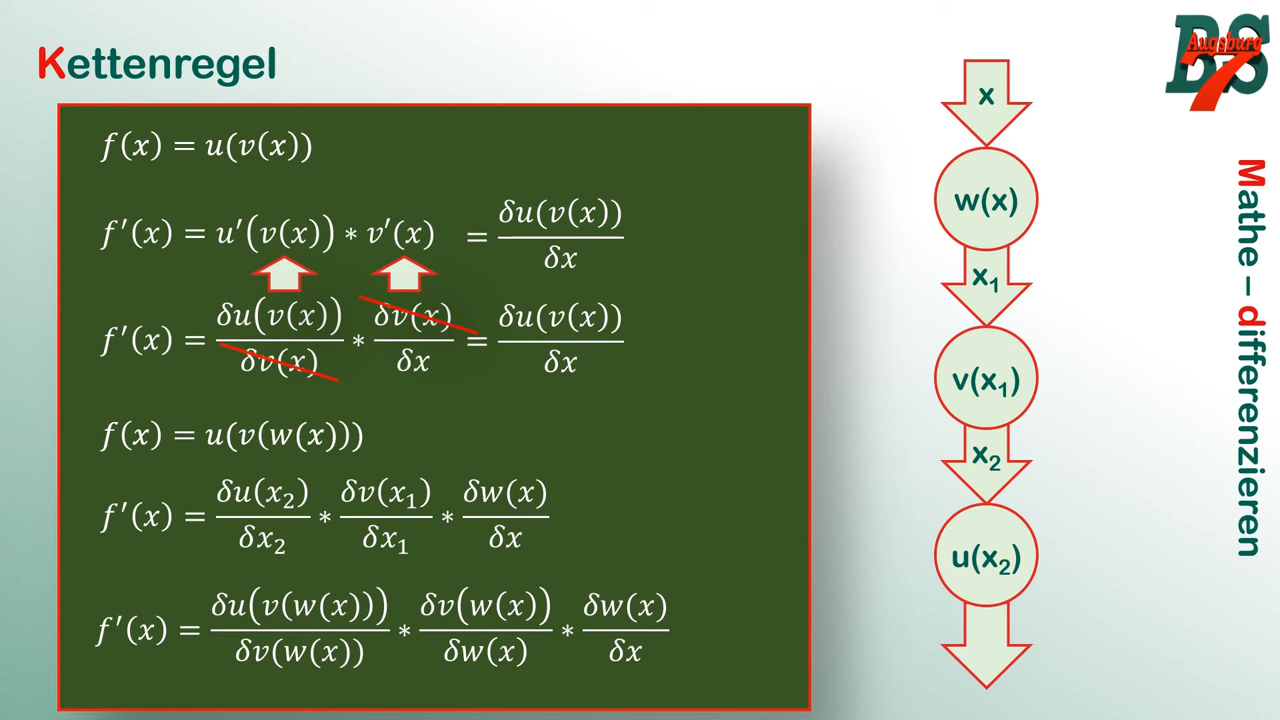 Kettenregel
f(x) = u(v(x))
f′(x) = u′(v(x)) * v′(x) = δu(v(x)) / δx
f′(x) = δu(v(x)) / δv(x) * δv(x) / δx = δu(v(x)) / δx
f(x) = u(v(w(x)))
f′(x) = δu(x₂) / δx₂ * δv(x₁) / δx₁ * δw(x) / δx
f′(x) = δu(v(w(x))) / δv(w(x)) * δv(w(x)) / δw(x) * δw(x) / δx
x
w(x)
x₁
v(x₁)
x₂
u(x₂)
BS
Augsburg
7
Mathe – differenzieren